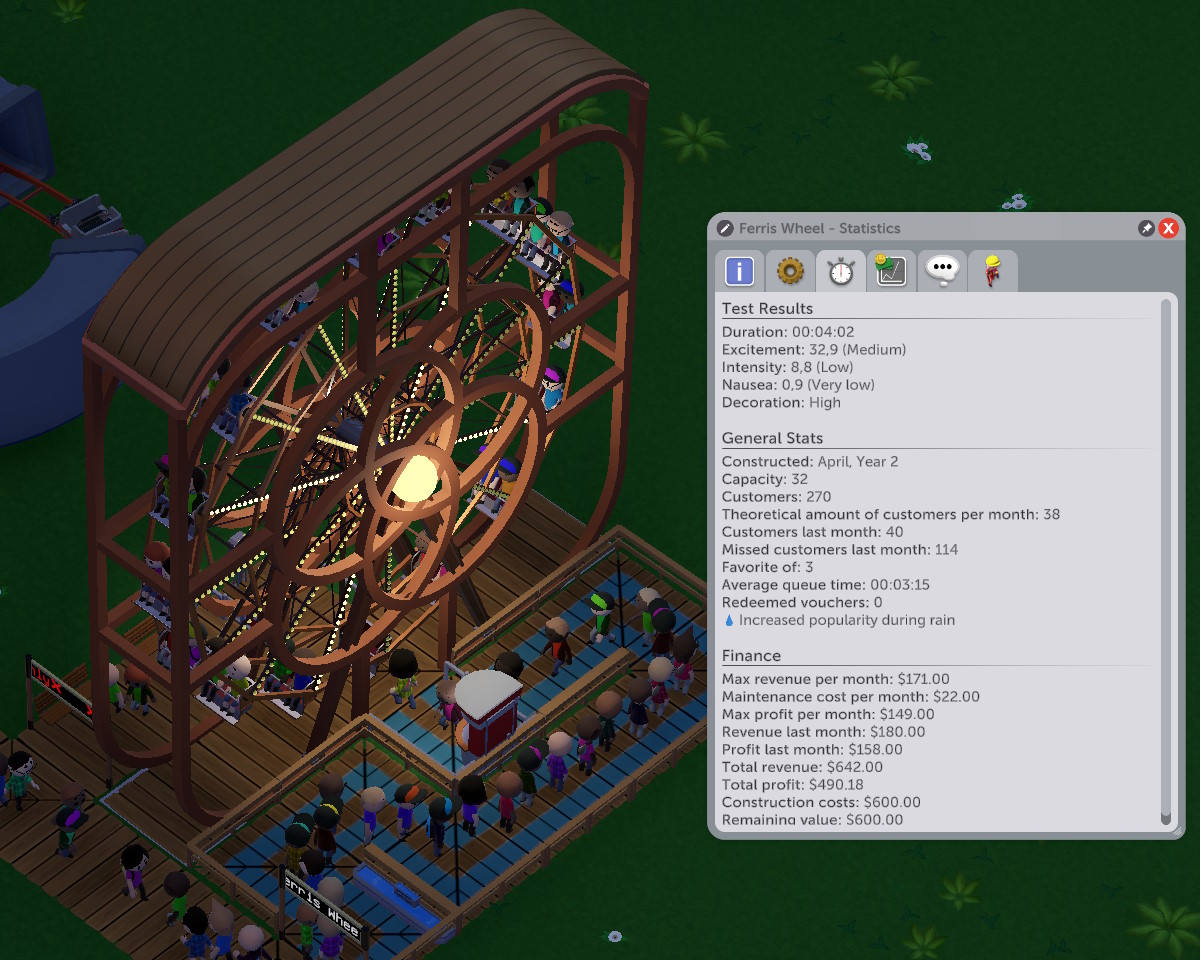 Ferris Wheel - Statistics
Test Results
Duration: 00:04:02
Excitement: 32,9 (Medium)
Intensity: 8,8 (Low)
Nausea: 0,9 (Very low)
Decoration: High
General Stats
Constructed: April, Year 2
Capacity: 32
Customers: 270
Theoretical amount of customers per month: 38
Customers last month: 40
Missed customers last month: 114
Favorite of: 3
Average queue time: 00:03:15
Redeemed vouchers: 0
Increased popularity during rain
Finance
Max revenue per month: $171.00
Maintenance cost per month: $22.00
Max profit per month: $149.00
Revenue last month: $180.00
Profit last month: $158.00
Total revenue: $642.00
Total profit: $490.18
Construction costs: $600.00
Remaining value: $600.00
erris Whee